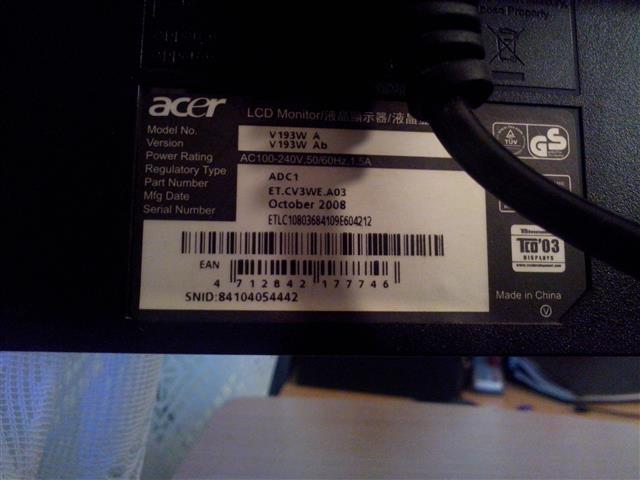 acer LCD Monitor/液晶顯示器/液晶
Model No. V193W A
Version V193W Ab
Power Rating AC100-240V,50/60Hz,1.5A
Regulatory Type ADC1
Part Number ET.CV3WE.A03
Mfg Date October 2008
Serial Number ETLC10803684109E604212
EAN
4 712842 177746
SNID:84104054442
TÜV
GS
TCO'03
DISPLAYS
Made in China
V